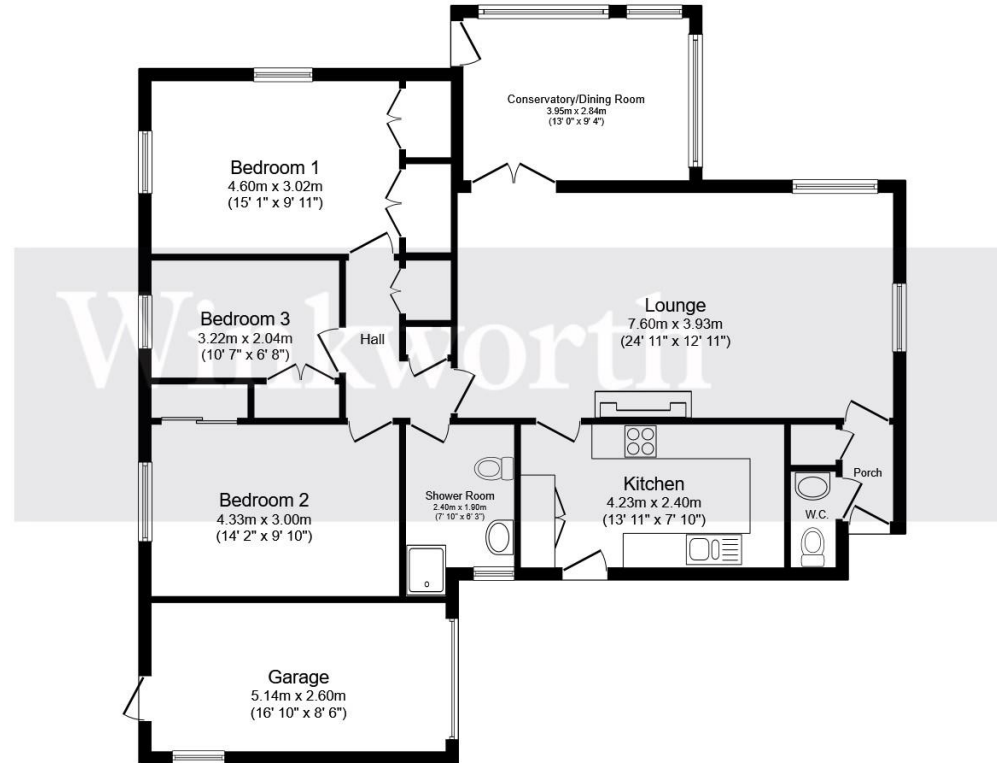 Conservatory/Dining Room
3.95m x 2.84m
(13' 0" x 9' 4")
Bedroom 1
4.60m x 3.02m
(15' 1" x 9' 11")
Winkworth
Bedroom 3
3.22m x 2.04m
(10' 7" x 6' 8")
Hall
Lounge
7.60m x 3.93m
(24' 11" x 12' 11")
Bedroom 2
4.33m x 3.00m
(14' 2" x 9' 10")
Shower Room
2.40m x 1.90m
(7' 10" x 6' 3")
Kitchen
4.23m x 2.40m
(13' 11" x 7' 10")
Porch
W.C.
Garage
5.14m x 2.60m
(16' 10" x 8' 6")